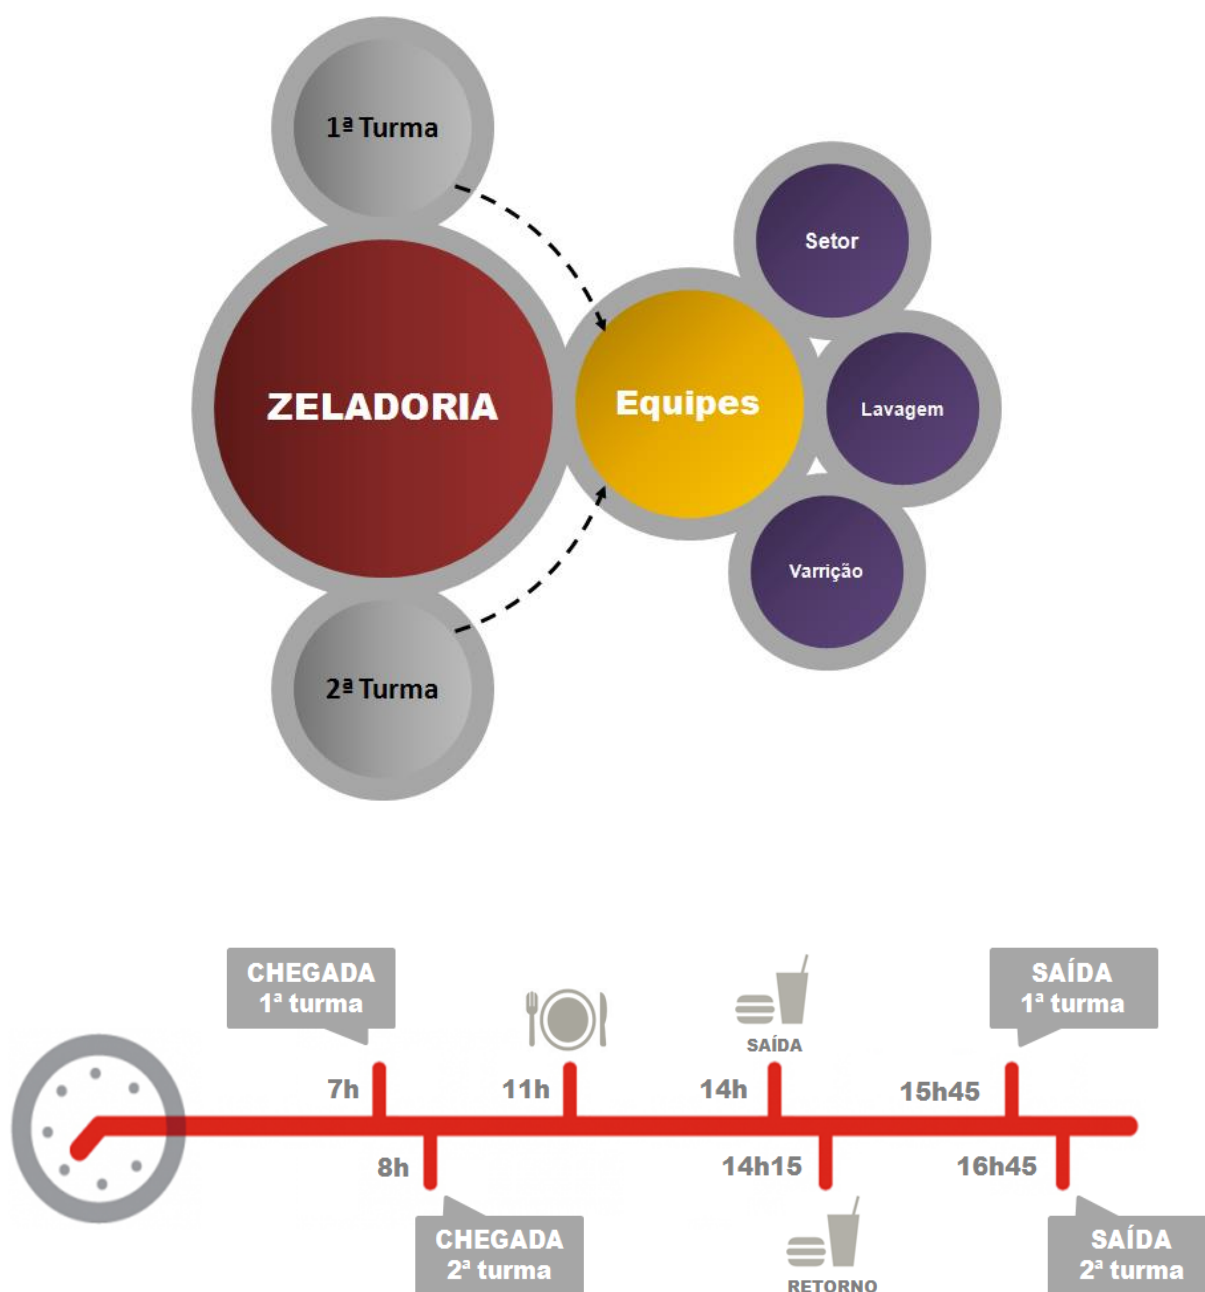 1ª Turma
Setor
ZELADORIA
Equipes
Lavagem
Varrição
2ª Turma
CHEGADA
1ª turma
SAÍDA
SAÍDA
1ª turma
7h
11h
14h
15h45
8h
14h15
16h45
CHEGADA
2ª turma
RETORNO
SAÍDA
2ª turma